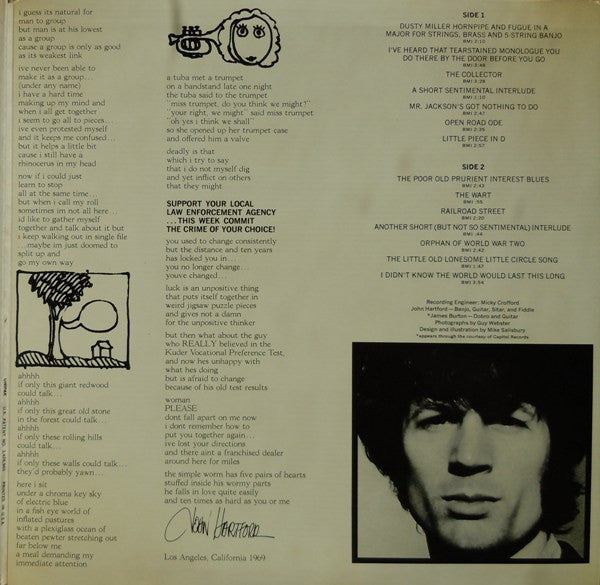 i guess its natural for
man to group
but man is at his lowest
as a group
cause a group is only as good
as its weakest link
ive never been able to
make it as a group...
(under any name)
i have a hard time
making up my mind and
when i all get together
i seem to go all to pieces...
ive even protested myself
and it keeps me confused...
but it helps a little bit
cause i still have a
rhinocerus in my head
now if i could just
learn to stop
all at the same time...
but when i call my roll
sometimes im not all here...
id like to gather myself
together and talk about it but
i keep walking out in single file
...maybe im just doomed to
split up and
go my own way
ahhhh
if only this giant redwood
could talk...
ahhhh
if only this great old stone
in the forest could talk...
ahhhh
if only these rolling hills
could talk...
ahhhh
if only these walls could talk...
they'd probably yawn...
here i sit
under a chroma key sky
of electric blue
in a fish eye world of
inflated pastures
with a plexiglass ocean of
beaten pewter stretching out
far below me
a meal demanding my
immediate attention
a tuba met a trumpet
on a bandstand late one night
the tuba said to the trumpet
"miss trumpet, do you think we might?"
"your right, we might" said miss trumpet
"oh yes i think we shall"
so she opened up her trumpet case
and offered him a valve
deadly is that
which i try to say
that i do not myself dig
and yet inflict on others
that they might
SUPPORT YOUR LOCAL
LAW ENFORCEMENT AGENCY
...THIS WEEK COMMIT
THE CRIME OF YOUR CHOICE!
you used to change consistently
but the distance and ten years
has locked you in...
you no longer change...
youve changed...
luck is an unpositive thing
that puts itself together in
weird jigsaw puzzle pieces
and gives not a damn
for the unpositive thinker
but then what about the guy
who REALLY believed in the
Kuder Vocational Preference Test,
and now hes unhappy with
what hes doing
but is afraid to change
because of his old test results
woman
PLEASE
dont fall apart on me now
i dont remember how to
put you together again...
ive lost your directions
and there aint a franchised dealer
around here for miles
the simple worm has five pairs of hearts
stuffed inside his wormy parts
he falls in love quite easily
and ten times as hard as you or me
John Hartford
Los Angeles, California 1969
SIDE 1
DUSTY MILLER HORNPIPE AND FUGUE IN A
MAJOR FOR STRINGS, BRASS AND 5-STRING BANJO
BMI 2:10
I'VE HEARD THAT TEARSTAINED MONOLOGUE YOU
DO THERE BY THE DOOR BEFORE YOU GO
BMI 3:48
THE COLLECTOR
BMI 3:28
A SHORT SENTIMENTAL INTERLUDE
BMI 1:10
MR. JACKSON'S GOT NOTHING TO DO
BMI 2:47
OPEN ROAD ODE
BMI 2:35
LITTLE PIECE IN D
BMI 2:57
SIDE 2
THE POOR OLD PRURIENT INTEREST BLUES
BMI 2:43
THE WART
BMI :55
RAILROAD STREET
BMI 2:20
ANOTHER SHORT (BUT NOT SO SENTIMENTAL) INTERLUDE
BMI :44
ORPHAN OF WORLD WAR TWO
BMI 2:42
THE LITTLE OLD LONESOME LITTLE CIRCLE SONG
BMI 1:47
I DIDN'T KNOW THE WORLD WOULD LAST THIS LONG
BMI 3:54
Recording Engineer: Micky Crofford
John Hartford—Banjo, Guitar, Sitar, and Fiddle
*James Burton—Dobro and Guitar
Photographs by Guy Webster
Design and illustration by Mike Salisbury
*appears through the courtesy of Capitol Records